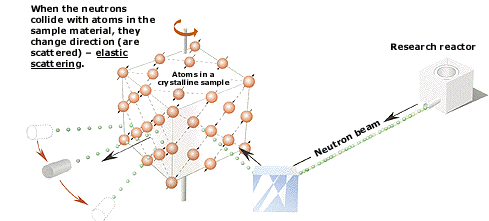 When the neutrons
collide with atoms in the
sample material, they
change direction (are
scattered) – elastic
scattering.
Atoms in a
crystalline sample
Research reactor
Neutron beam